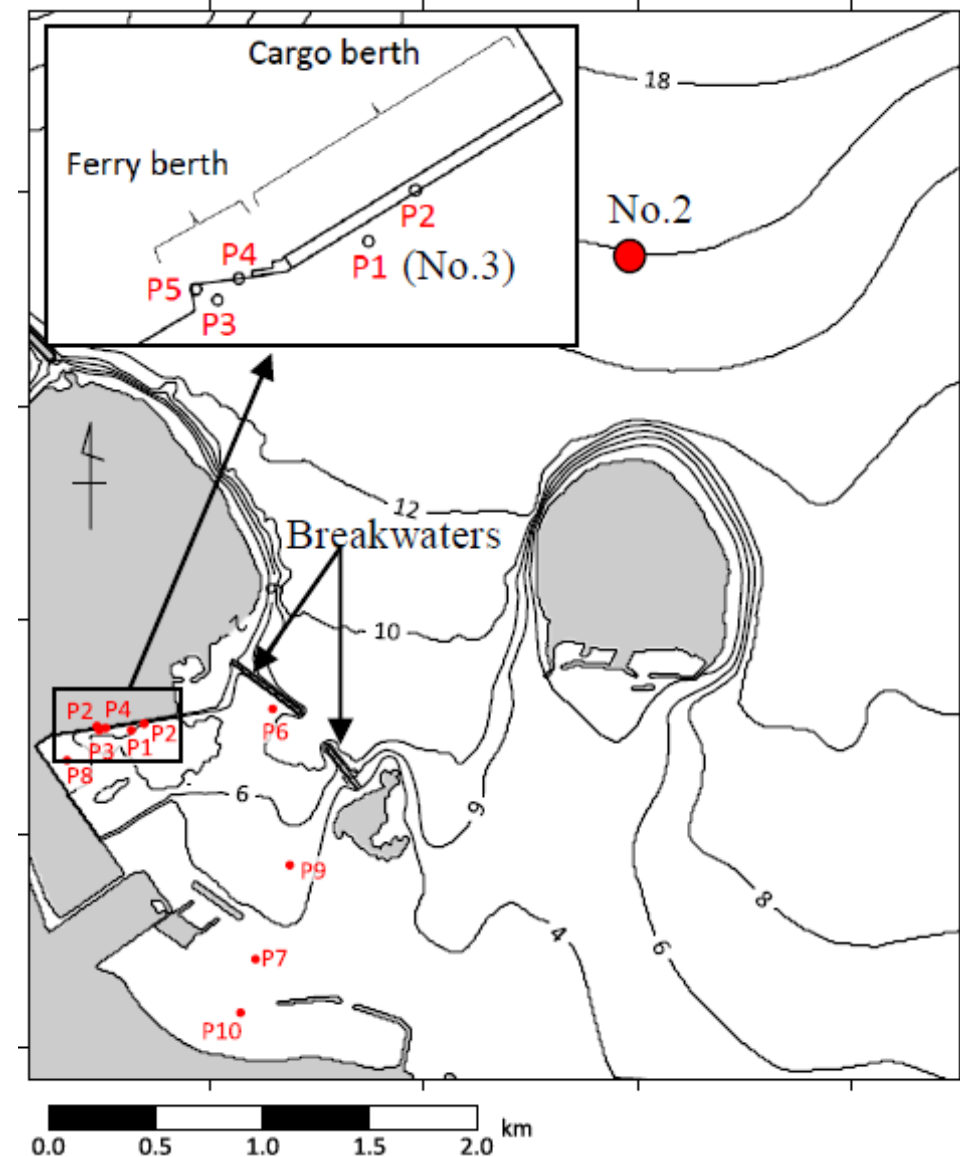 Cargo berth
Ferry berth
P2
P4
P1 (No.3)
P5
P3
18
No.2
12
Breakwaters
2
10
P2 P4
P3 P1 P2
P6
P8
6
9
P9
8
4
6
P7
P10
0.0 0.5 1.0 1.5 2.0 km